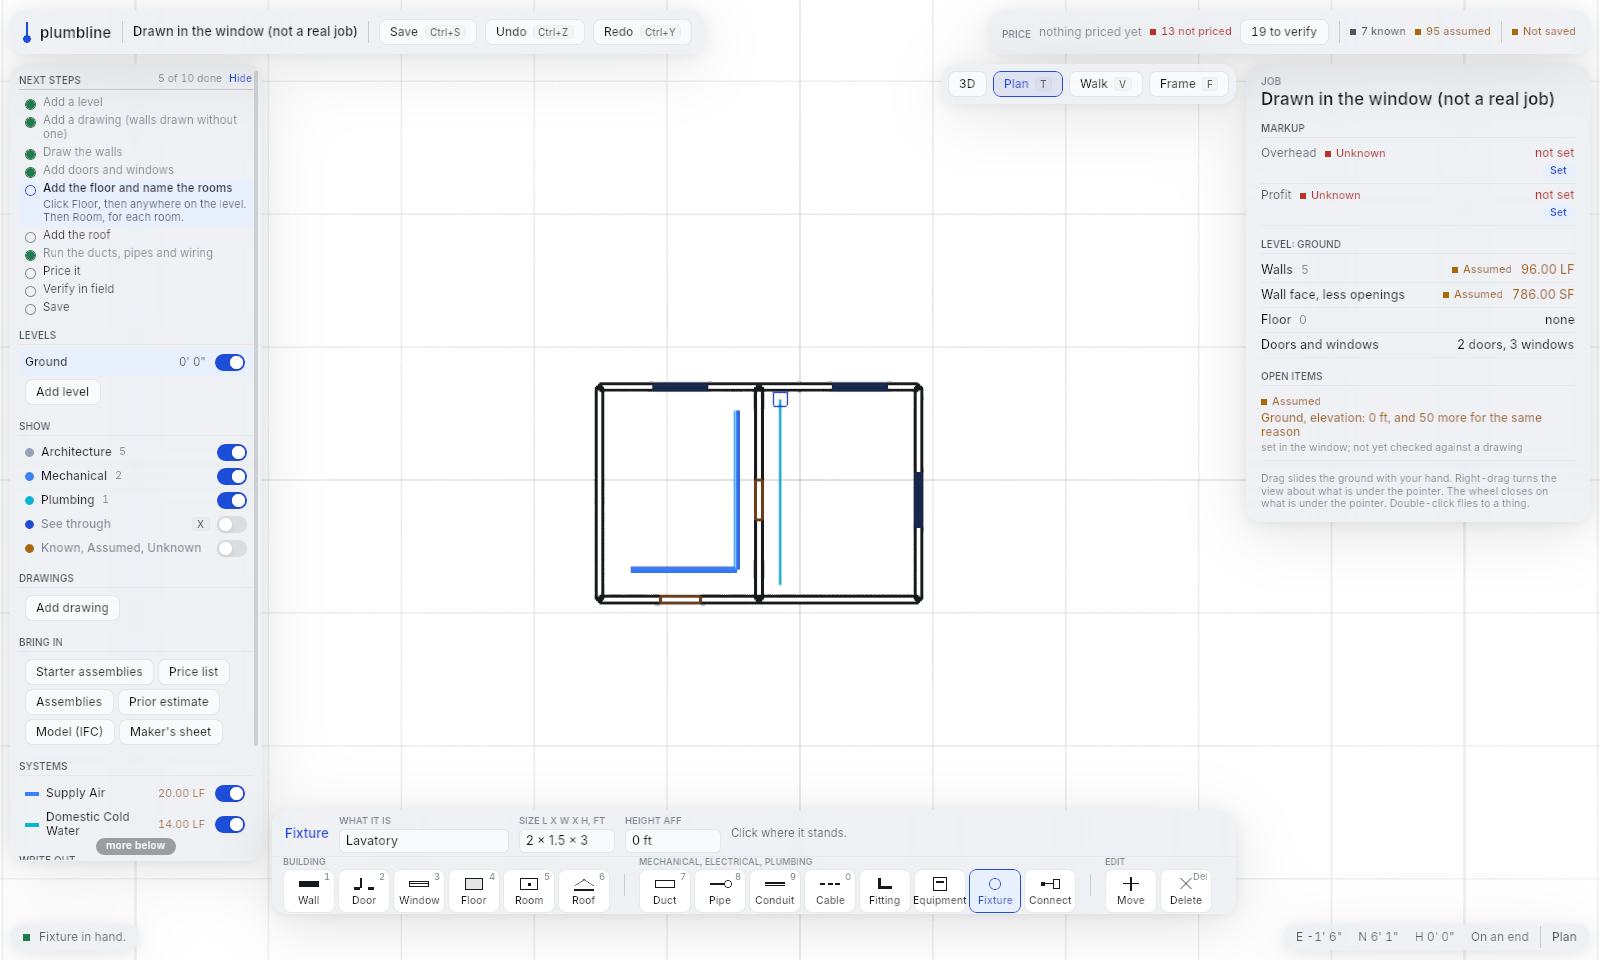 plumbline
Drawn in the window (not a real job)
Save Ctrl+S
Undo Ctrl+Z
Redo Ctrl+Y
PRICE nothing priced yet 13 not priced 19 to verify 7 known 95 assumed Not saved
3D
Plan T
Walk V
Frame F
NEXT STEPS 5 of 10 done Hide
Add a level
Add a drawing (walls drawn without
one)
Draw the walls
Add doors and windows
Add the floor and name the rooms
Click Floor, then anywhere on the level.
Then Room, for each room.
Add the roof
Run the ducts, pipes and wiring
Price it
Verify in field
Save
LEVELS
Ground 0' 0"
Add level
SHOW
Architecture 5
Mechanical 2
Plumbing 1
See through X
Known, Assumed, Unknown
DRAWINGS
Add drawing
BRING IN
Starter assemblies Price list
Assemblies Prior estimate
Model (IFC) Maker's sheet
SYSTEMS
Supply Air 20.00 LF
Domestic Cold
Water 14.00 LF
more below
WRITE OUT
Fixture in hand.
JOB
Drawn in the window (not a real job)
MARKUP
Overhead Unknown not set
Set
Profit Unknown not set
Set
LEVEL: GROUND
Walls 5 Assumed 96.00 LF
Wall face, less openings Assumed 786.00 SF
Floor 0 none
Doors and windows 2 doors, 3 windows
OPEN ITEMS
Assumed
Ground, elevation: 0 ft, and 50 more for the same
reason
set in the window; not yet checked against a drawing
Drag slides the ground with your hand. Right-drag turns the
view about what is under the pointer. The wheel closes on
what is under the pointer. Double-click flies to a thing.
Fixture
WHAT IT IS
Lavatory
SIZE L X W X H, FT
2 × 1.5 × 3
HEIGHT AFF
0 ft
Click where it stands.
BUILDING
MECHANICAL, ELECTRICAL, PLUMBING
EDIT
1 Wall
2 Door
3 Window
4 Floor
5 Room
6 Roof
7 Duct
8 Pipe
9 Conduit
0 Cable
Fitting
Equipment
Fixture
Connect
Move
Del Delete
E -1' 6" N 6' 1" H 0' 0" On an end Plan